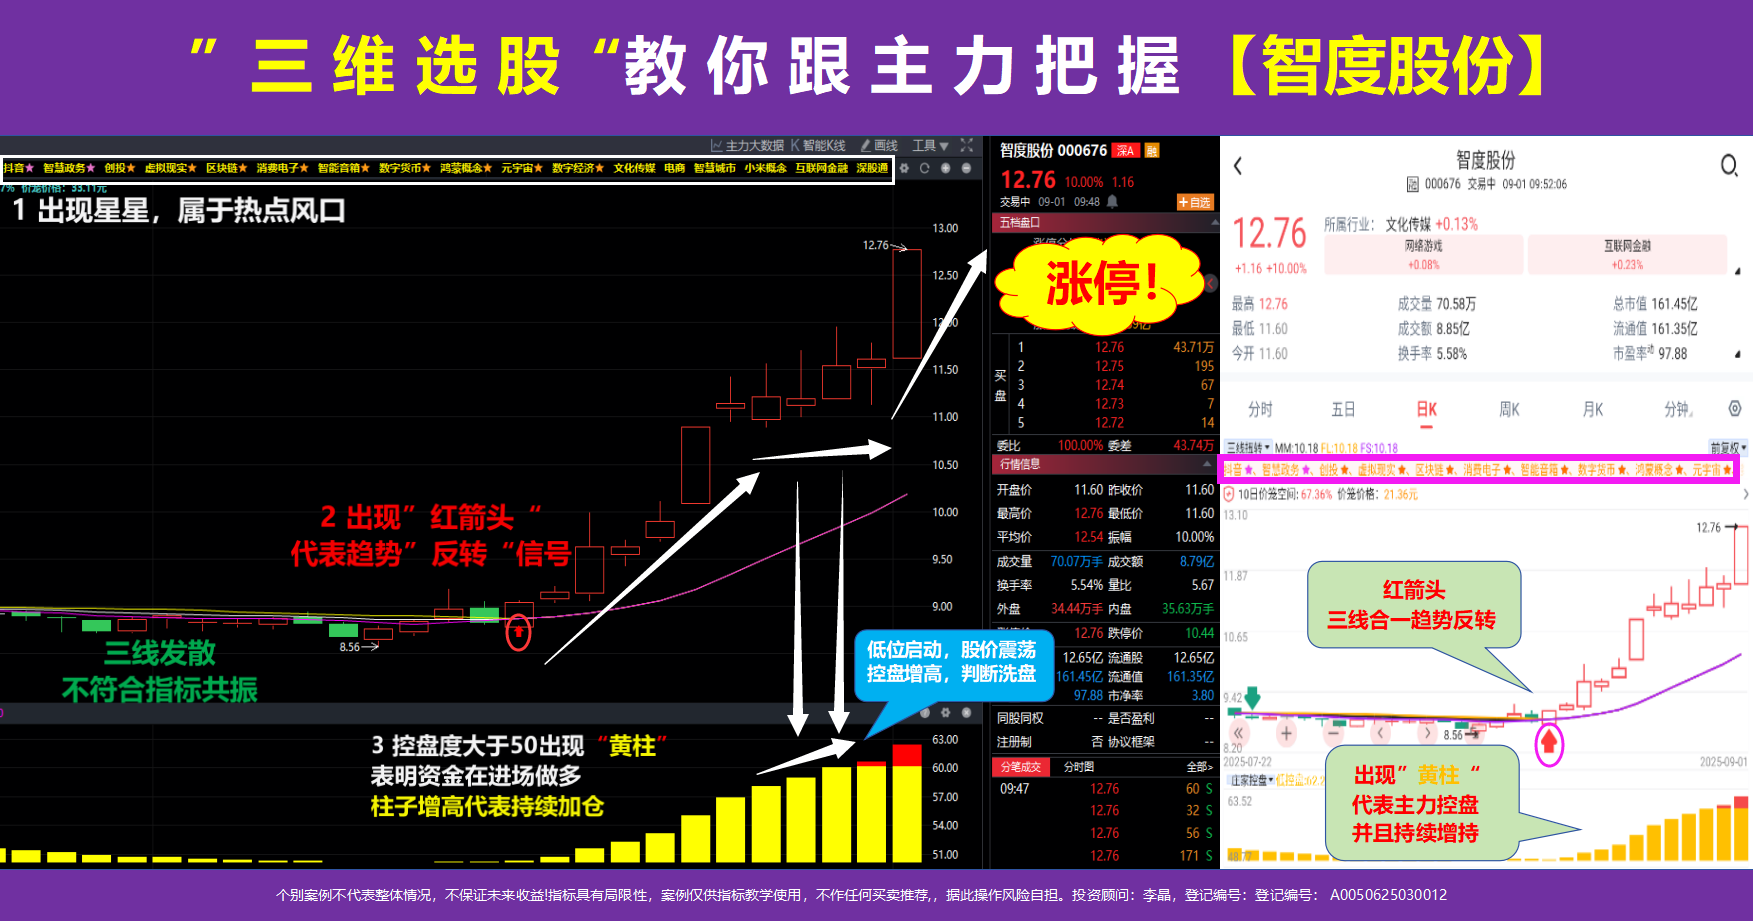 ”三维选股“教你跟主力把握【智度股份】
主力大数据 K 智能K线 画线 工具▼
抖音★ 智慧政务★ 创投★ 虚拟现实★ 区块链★ 消费电子★ 智能音箱★ 数字货币★ 鸿蒙概念★ 元宇宙★ 数字经济★ 文化传媒 电商 智慧城市 小米概念 互联网金融 深股通
7% 价笼价格: 33.11元
1 出现星星，属于热点风口
12.76
13.00
12.50
12.00
11.50
11.00
10.50
10.00
9.50
9.00
2 出现”红箭头“
代表趋势”反转“信号
8.56
三线发散
不符合指标共振
低位启动，股价震荡
控盘增高，判断洗盘
3 控盘度大于50出现“黄柱”
表明资金在进场做多
柱子增高代表持续加仓
63.00
60.00
57.00
54.00
51.00
智度股份 000676 深A 融
12.76 10.00% 1.16
交易中 09-01 09:48 +自选
五档盘口
涨停！
买盘
1 12.76 43.71万
2 12.75 195
3 12.74 67
4 12.73 7
5 12.72 14
委比 100.00% 委差 43.74万
行情信息
开盘价 11.60 昨收价 11.60
最高价 12.76 最低价 11.60
平均价 12.54 振幅 10.00%
成交量 70.07万手 成交额 8.79亿
换手率 5.54% 量比 5.67
外盘 34.44万手 内盘 35.63万手
12.76 跌停价 10.44
12.65亿 流通股 12.65亿
161.45亿 流通值 161.35亿
97.88 市净率 3.80
同股同权 -- 是否盈利 --
注册制 否 协议框架 --
分笔成交 分时图 全部>
09:47 12.76 60 S
12.76 32 S
12.76 56 S
12.76 171 S
智度股份
融 000676 交易中 09-01 09:52:06
12.76
+1.16 +10.00%
所属行业: 文化传媒 +0.13%
网络游戏
+0.08%
互联网金融
+0.23%
最高 12.76 成交量 70.58万 总市值 161.45亿
最低 11.60 成交额 8.85亿 流通值 161.35亿
今开 11.60 换手率 5.58% 市盈率动 97.88
分时 五日 日K 周K 月K 分钟
三线扭转▼ MM:10.18 FL:10.18 FS:10.18 前复权▼
抖音★、智慧政务★、创投★、虚拟现实★、区块链★、消费电子★、智能音箱★、数字货币★、鸿蒙概念★、元宇宙★
10日价笼空间: 67.36% 价笼价格: 21.36元
13.10
12.76
11.87
红箭头
三线合一趋势反转
10.65
9.42
8.56
8.20
2025-07-22 2025-09-01
庄家控盘▼
63.52
出现”黄柱“
代表主力控盘
并且持续增持
48.77
个别案例不代表整体情况，不保证未来收益!指标具有局限性，案例仅供指标教学使用，不作任何买卖推荐,，据此操作风险自担。投资顾问：李晶，登记编号：登记编号： A0050625030012